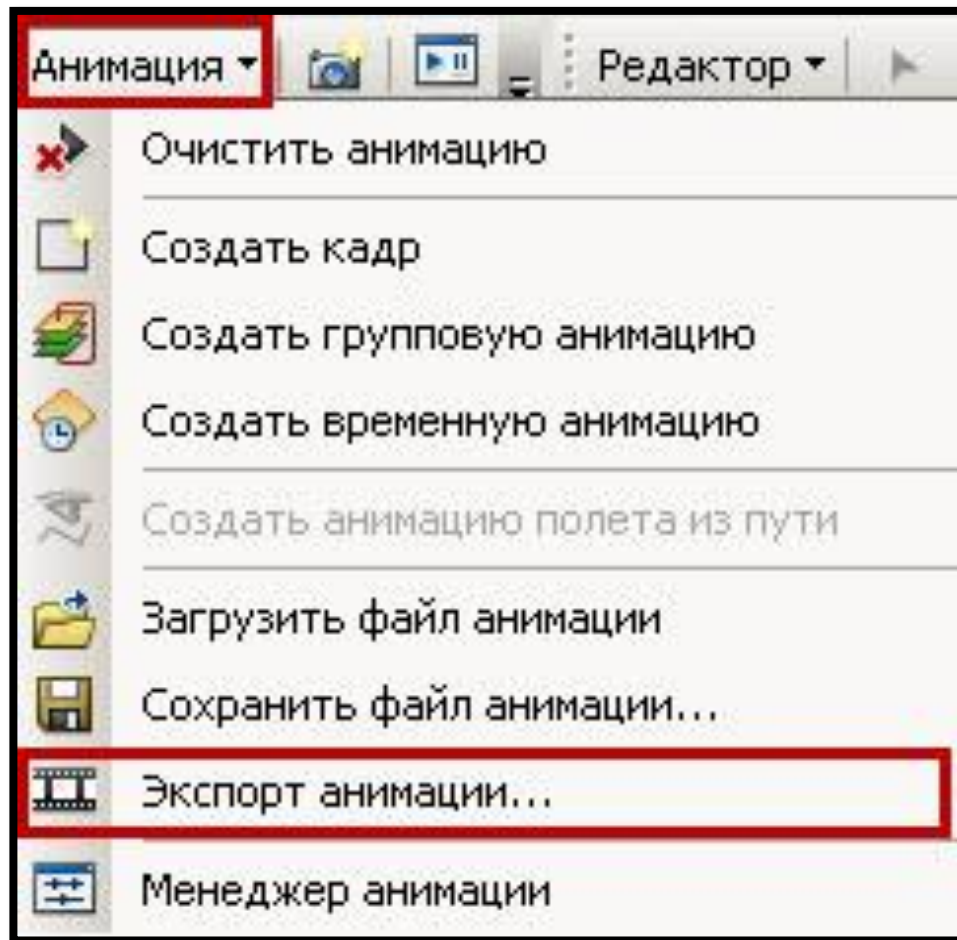 Анимация Редактор
Очистить анимацию
Создать кадр
Создать групповую анимацию
Создать временную анимацию
Создать анимацию полета из пути
Загрузить файл анимации
Сохранить файл анимации...
Экспорт анимации...
Менеджер анимации